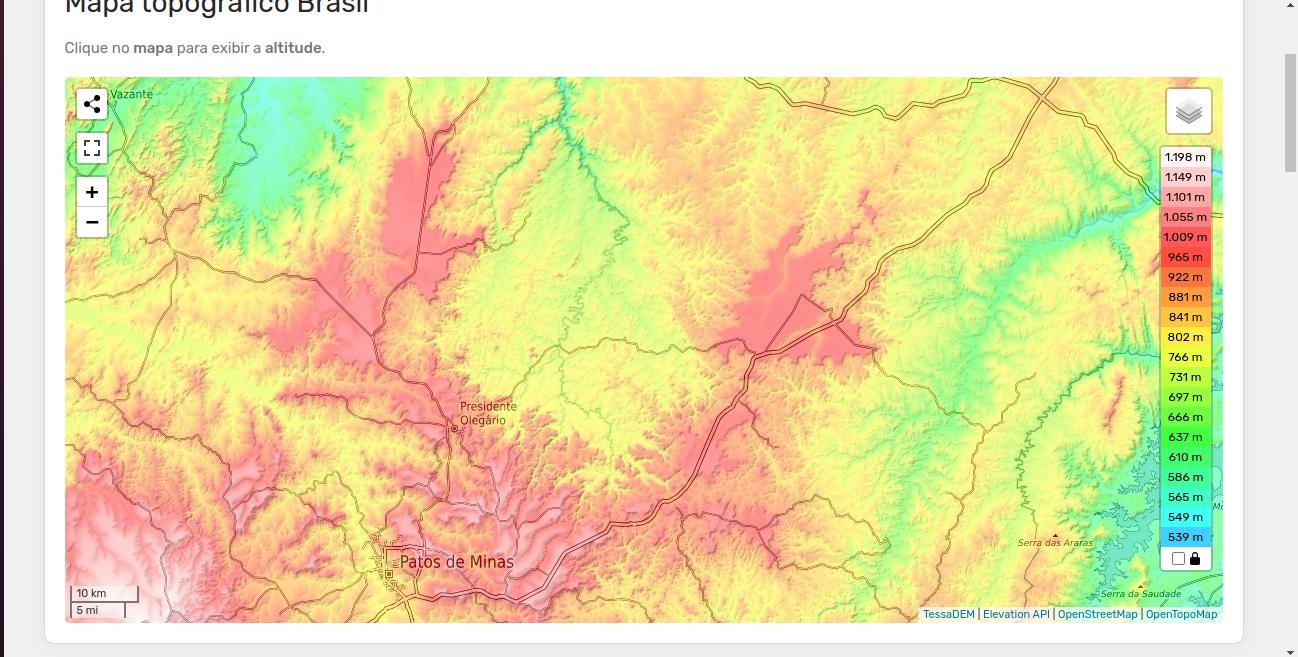 Mapa topográfico Brasil
Clique no mapa para exibir a altitude.
Vazante
+
−
1.198 m
1.149 m
1.101 m
1.055 m
1.009 m
965 m
922 m
881 m
841 m
802 m
766 m
731 m
697 m
666 m
637 m
610 m
586 m
565 m
549 m
539 m
Presidente
Olegário
Patos de Minas
Serra das Araras
Serra da Saudade
10 km
5 mi
TessaDEM | Elevation API | OpenStreetMap | OpenTopoMap